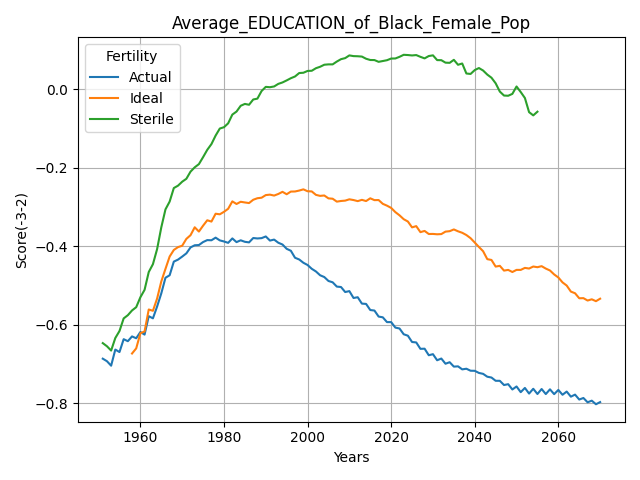 Average_EDUCATION_of_Black_Female_Pop
Fertility
Actual
Ideal
Sterile
Score(-3-2)
0.0
−0.2
−0.4
−0.6
−0.8
1960 1980 2000 2020 2040 2060
Years